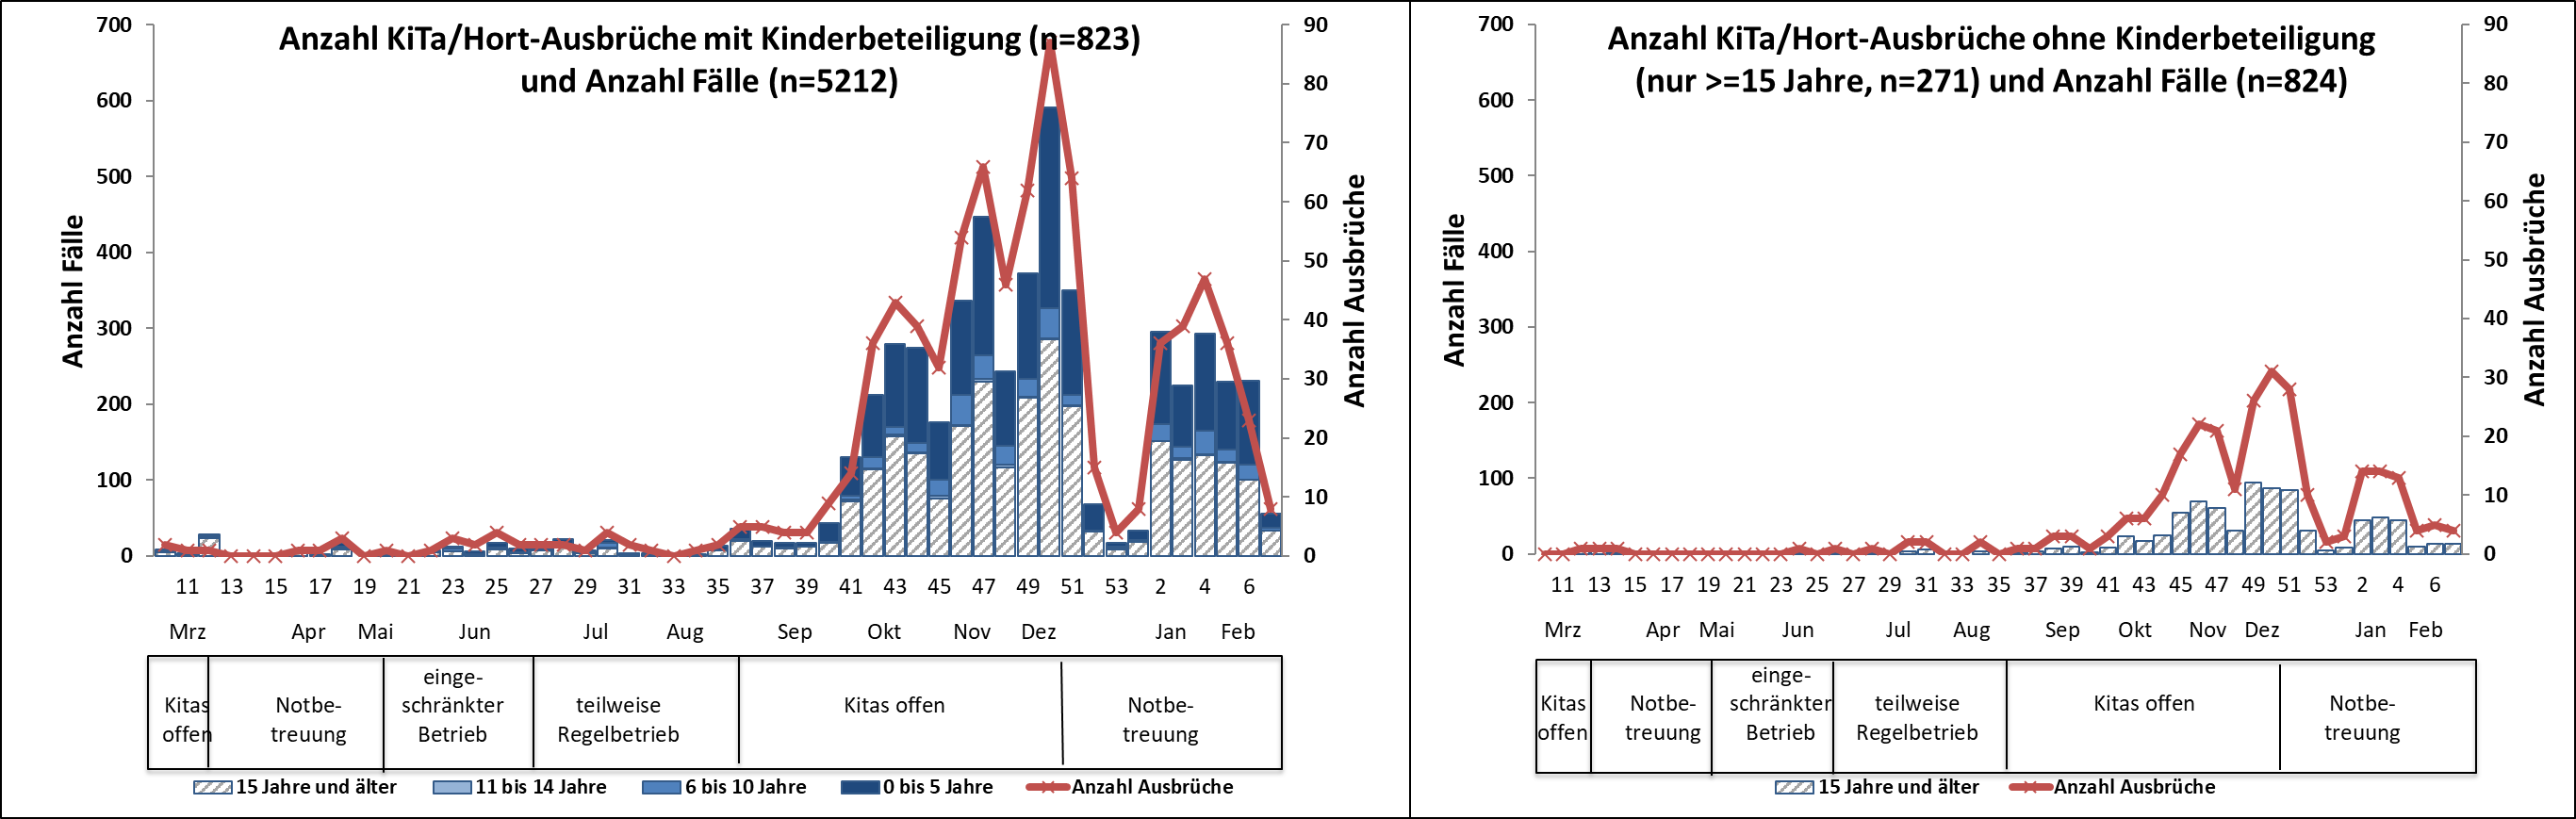 Anzahl KiTa/Hort-Ausbrüche mit Kinderbeteiligung (n=823)
und Anzahl Fälle (n=5212)
Anzahl Fälle
700
600
500
400
300
200
100
0
Anzahl Ausbrüche
90
80
70
60
50
40
30
20
10
0
11 13 15 17 19 21 23 25 27 29 31 33 35 37 39 41 43 45 47 49 51 53 2 4 6
Mrz Apr Mai Jun Jul Aug Sep Okt Nov Dez Jan Feb
Kitas
offen
Notbe-
treuung
einge-
schränkter
Betrieb
teilweise
Regelbetrieb
Kitas offen
Notbe-
treuung
15 Jahre und älter 11 bis 14 Jahre 6 bis 10 Jahre 0 bis 5 Jahre Anzahl Ausbrüche
Anzahl KiTa/Hort-Ausbrüche ohne Kinderbeteiligung
(nur >=15 Jahre, n=271) und Anzahl Fälle (n=824)
Anzahl Fälle
700
600
500
400
300
200
100
0
Anzahl Ausbrüche
90
80
70
60
50
40
30
20
10
0
11 13 15 17 19 21 23 25 27 29 31 33 35 37 39 41 43 45 47 49 51 53 2 4 6
Mrz Apr Mai Jun Jul Aug Sep Okt Nov Dez Jan Feb
Kitas
offen
Notbe-
treuung
einge-
schränkter
Betrieb
teilweise
Regelbetrieb
Kitas offen
Notbe-
treuung
15 Jahre und älter Anzahl Ausbrüche